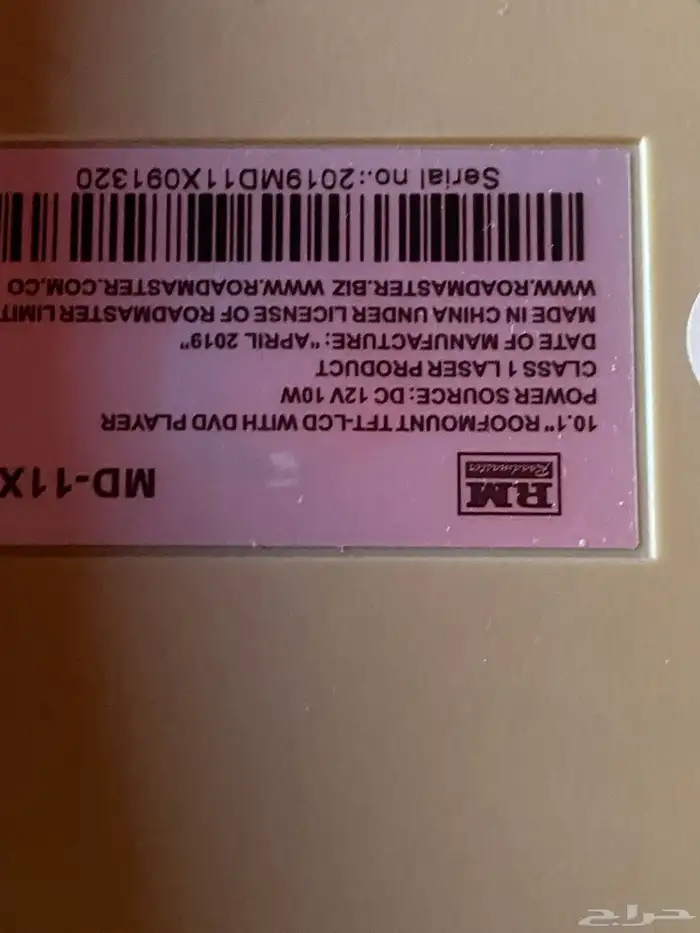 RM
Roadmaster
MD-11X
10.1" ROOFMOUNT TFT-LCD WITH DVD PLAYER
POWER SOURCE: DC 12V 10W
CLASS 1 LASER PRODUCT
DATE OF MANUFACTURE: "APRIL 2019"
MADE IN CHINA UNDER LICENSE OF ROADMASTER LIMIT
WWW.ROADMASTER.BIZ WWW.ROADMASTER.COM.CO
Serial no.:2019MD11X091320
حراج